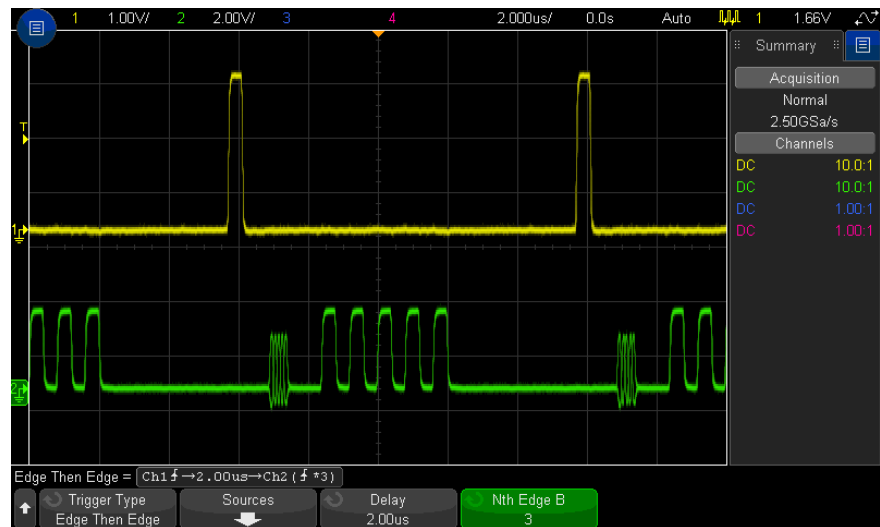 1 1.00V/ 2 2.00V/ 3 4 2.000us/ 0.0s Auto 1 1.66V
Summary
Acquisition
Normal
2.50GSa/s
Channels
DC 10.0:1
DC 10.0:1
DC 1.00:1
DC 1.00:1
T
1
2
Edge Then Edge = Ch1⨍→2.00us→Ch2(⨍*3)
Trigger Type Sources Delay Nth Edge B
Edge Then Edge 2.00us 3